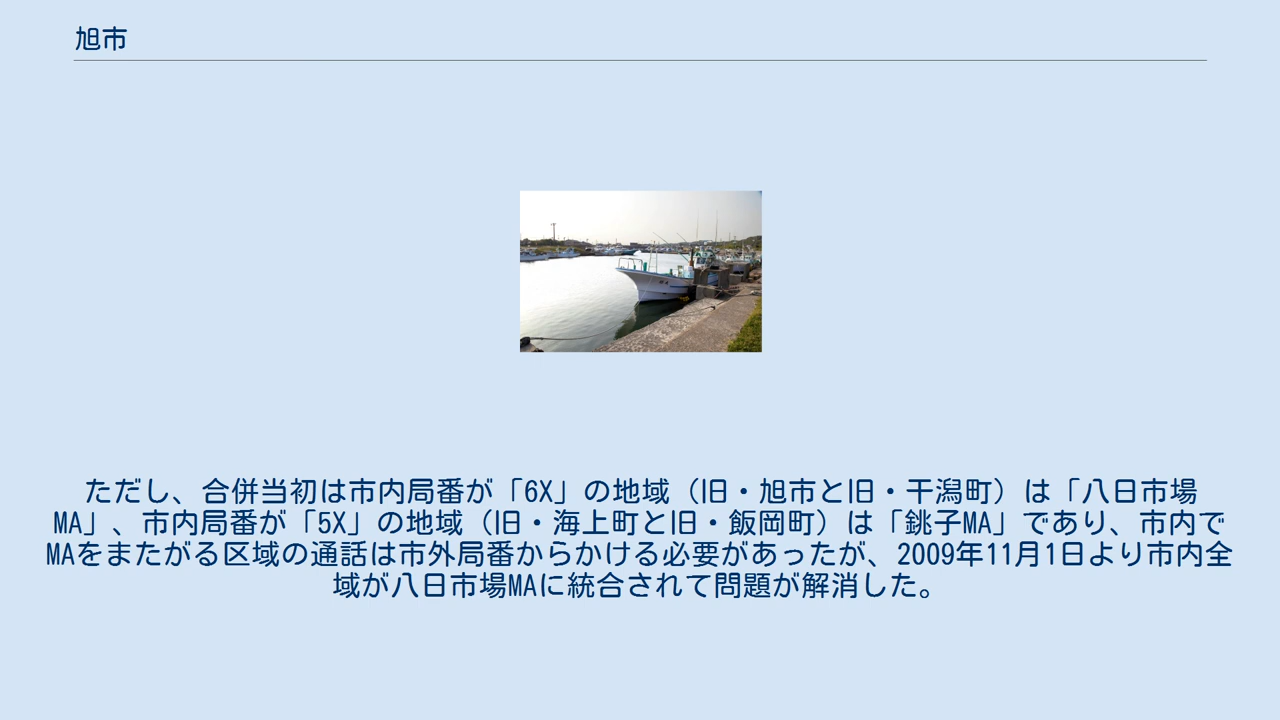 旭市
ただし、合併当初は市内局番が「6X」の地域（旧・旭市と旧・干潟町）は「八日市場
MA」、市内局番が「5X」の地域（旧・海上町と旧・飯岡町）は「銚子MA」であり、市内で
MAをまたがる区域の通話は市外局番からかける必要があったが、2009年11月1日より市内全
域が八日市場MAに統合されて問題が解消した。